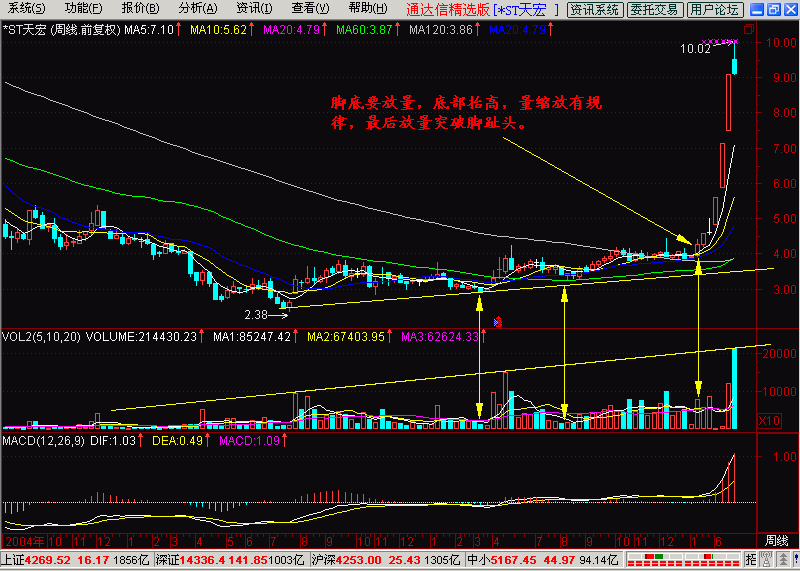 系统(S) 功能(F) 报价(B) 分析(A) 资讯(I) 查看(V) 帮助(H) 通达信精选版 [*ST天宏 ] 资讯系统 委托交易 用户论坛
*ST天宏 (周线.前复权) MA5:7.10↑ MA10:5.62↑ MA20:4.79↑ MA60:3.87↑ MA120:3.86↑ MA20:4.79↑
10.02
10.00
9.00
脚底要放量，底部抬高，量缩放有规
律，最后放量突破脚趾头。
8.00
7.00
6.00
5.00
4.00
3.00
2.38
VOL2(5,10,20) VOLUME:214430.23↑ MA1:85247.42↑ MA2:67403.95↑ MA3:62624.33↑
20000
10000
X10
MACD(12,26,9) DIF:1.03↑ DEA:0.49↑ MACD:1.09↑
1.00
2004年 10 11 12 3 4 5 6 7 8 9 10 11 12 2 3 4 5 6 8 9 10 11 12 1 6 周线
上证4269.52 16.17 1856亿 深证14336.4 141.85 1003亿 沪深4253.00 25.43 1305亿 中小5167.45 44.97 94.14亿 招